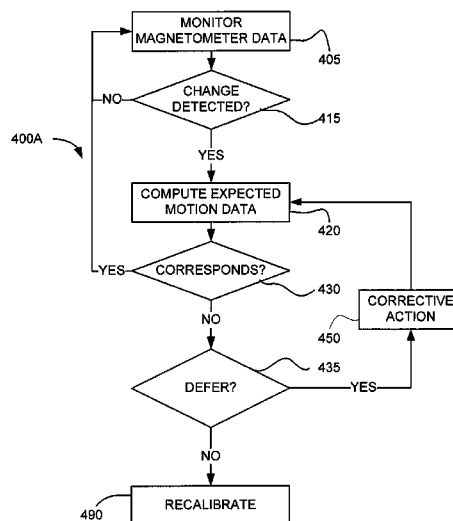 MONITOR
MAGNETOMETER DATA
405
NO
CHANGE
DETECTED?
415
400A
YES
COMPUTE EXPECTED
MOTION DATA
420
YES
CORRESPONDS?
430
CORRECTIVE
ACTION
450
NO
435
DEFER?
YES
NO
RECALIBRATE
490